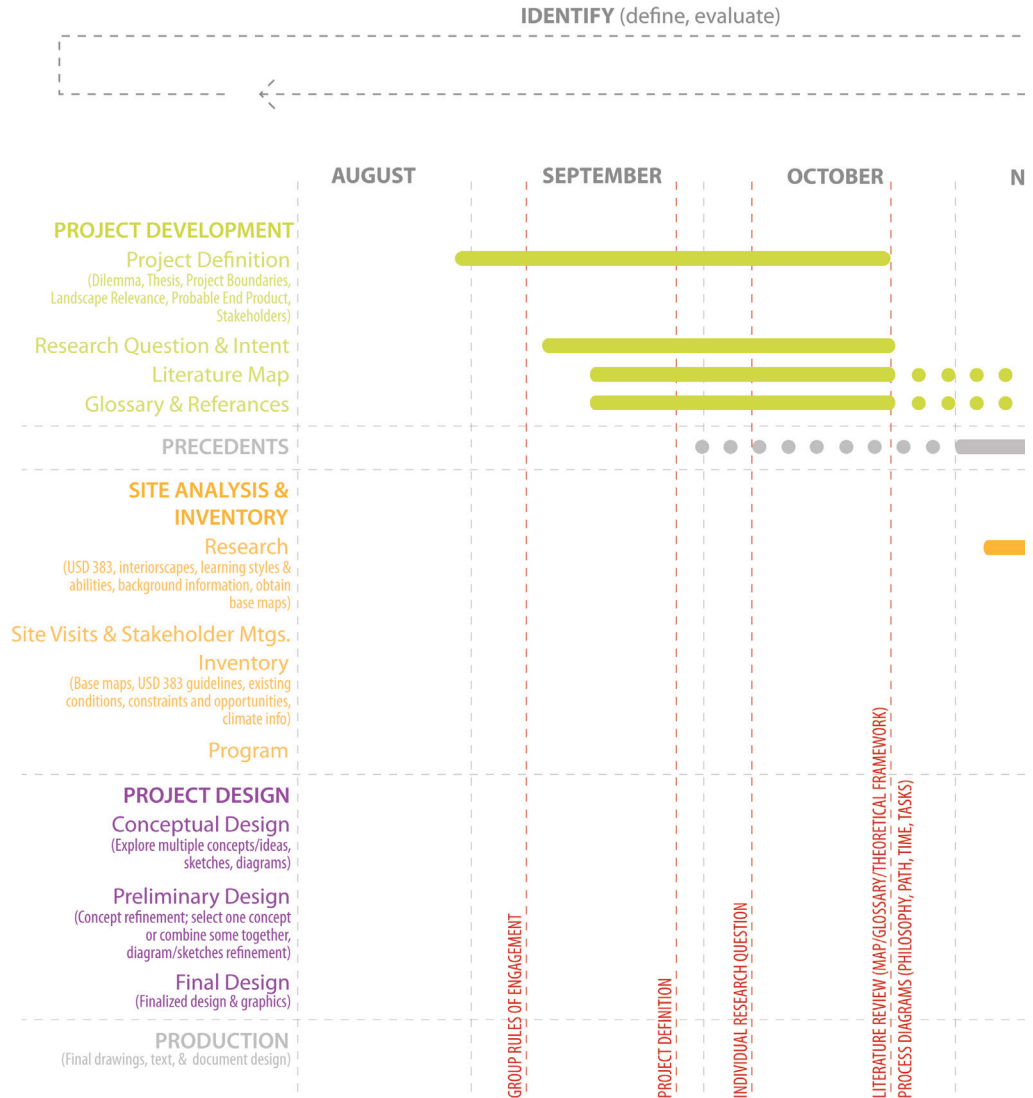 IDENTIFY (define, evaluate)
AUGUST
SEPTEMBER
OCTOBER
N
PROJECT DEVELOPMENT
Project Definition
(Dilemma, Thesis, Project Boundaries,
Landscape Relevance, Probable End Product,
Stakeholders)
Research Question & Intent
Literature Map
Glossary & Referances
PRECEDENTS
SITE ANALYSIS &
INVENTORY
Research
(USD 383, interiorscapes, learning styles &
abilities, background information, obtain
base maps)
Site Visits & Stakeholder Mtgs.
Inventory
(Base maps, USD 383 guidelines, existing
conditions, constraints and opportunities,
climate info)
Program
PROJECT DESIGN
Conceptual Design
(Explore multiple concepts/ideas,
sketches, diagrams)
Preliminary Design
(Concept refinement; select one concept
or combine some together,
diagram/sketches refinement)
Final Design
(Finalized design & graphics)
PRODUCTION
(Final drawings, text, & document design)
GROUP RULES OF ENGAGEMENT
PROJECT DEFINITION
INDIVIDUAL RESEARCH QUESTION
LITERATURE REVIEW (MAP/GLOSSARY/THEORETICAL FRAMEWORK)
PROCESS DIAGRAMS (PHILOSOPHY, PATH, TIME, TASKS)